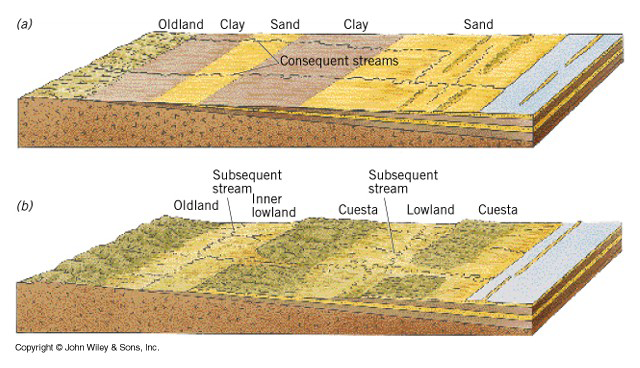 (a)
Oldland Clay Sand Clay Sand
Consequent streams
(b)
Subsequent
stream
Subsequent
stream
Oldland
Inner
lowland
Cuesta Lowland Cuesta
Copyright © John Wiley & Sons, Inc.